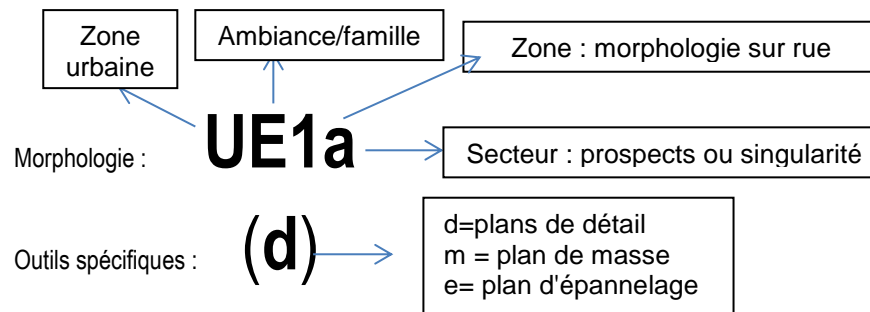 Zone
urbaine
Ambiance/famille
Zone : morphologie sur rue
Morphologie :
UE1a
Secteur : prospects ou singularité
Outils spécifiques :
(d)
d=plans de détail
m = plan de masse
e= plan d'épannelage